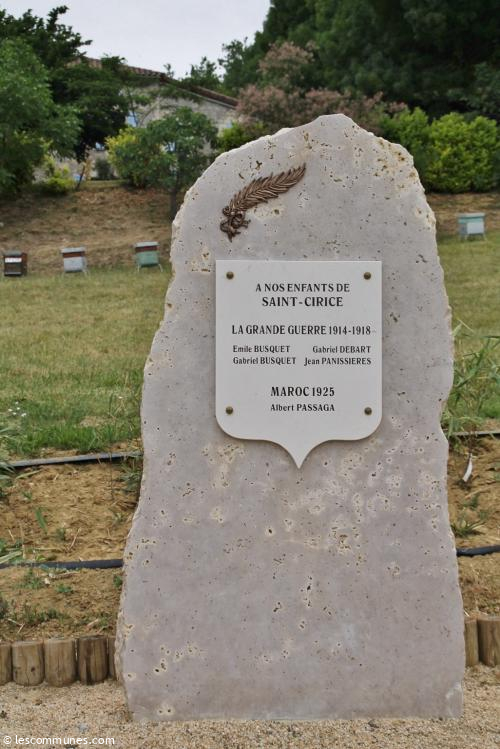 A NOS ENFANTS DE
SAINT-CIRICE
LA GRANDE GUERRE 1914-1918
Emile BUSQUET Gabriel DEBART
Gabriel BUSQUET Jean PANISSIERES
MAROC 1925
Albert PASSAGA
© lescommunes.com